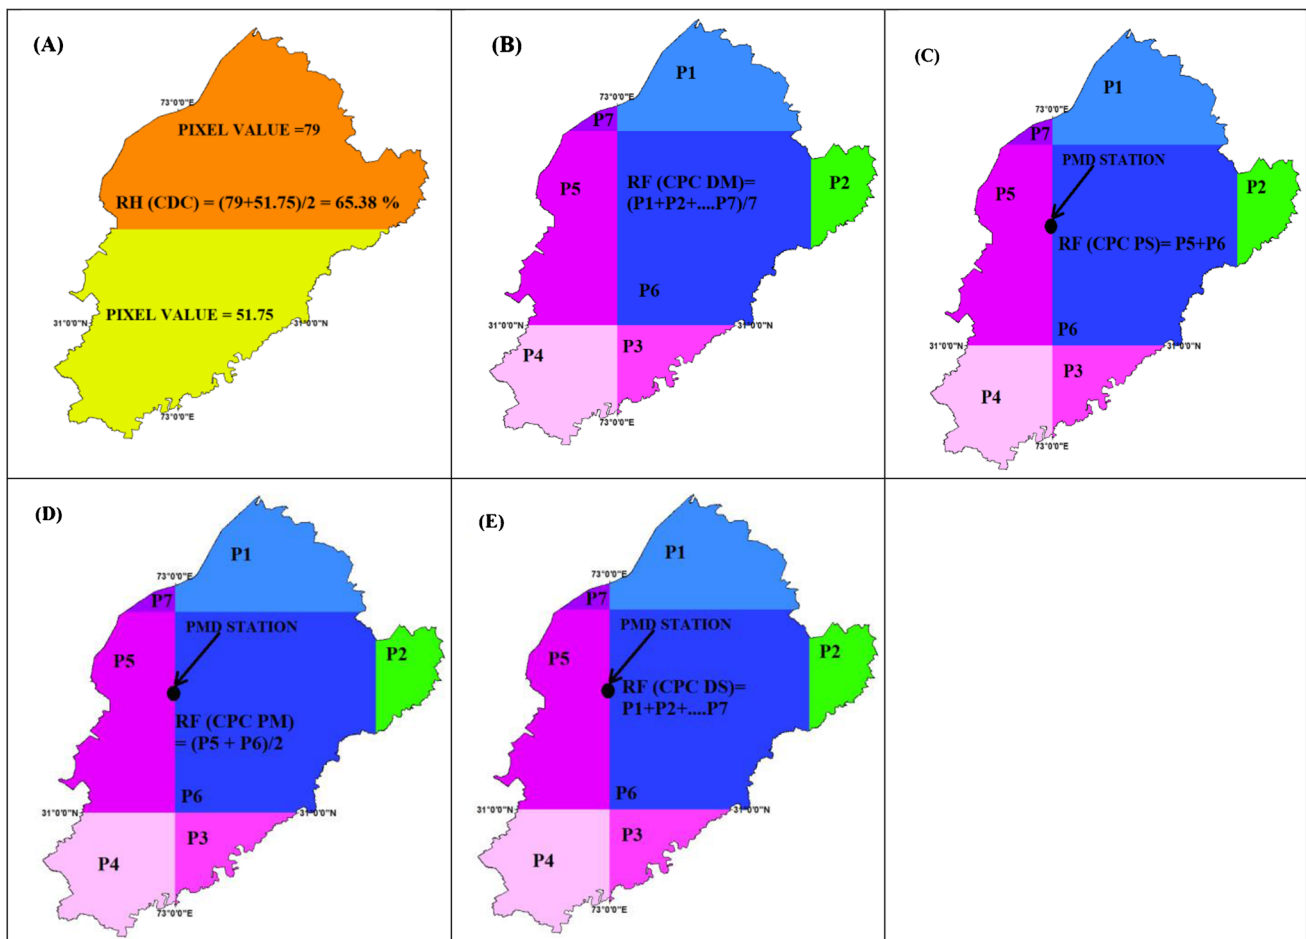 (A)
73°0'0"E
PIXEL VALUE =79
RH (CDC) = (79+51.75)/2 = 65.38 %
PIXEL VALUE = 51.75
31°0'0"N
31°0'0"N
73°0'0"E
(B)
P1
73°0'0"E
P7
P5
RF (CPC DM)=
(P1+P2+....P7)/7
P2
P6
31°0'0"N
31°0'0"N
P4
P3
73°0'0"E
(C)
P1
73°0'0"E
P7
PMD STATION
P5
P2
RF (CPC PS)= P5+P6
P6
31°0'0"N
31°0'0"N
P3
P4
73°0'0"E
(D)
P1
73°0'0"E
P7
PMD STATION
P5
P2
RF (CPC PM)
= (P5 + P6)/2
P6
31°0'0"N
31°0'0"N
P3
P4
73°0'0"E
(E)
P1
73°0'0"E
P7
PMD STATION
P5
P2
RF (CPC DS)=
P1+P2+....P7
P6
31°0'0"N
31°0'0"N
P3
P4
73°0'0"E